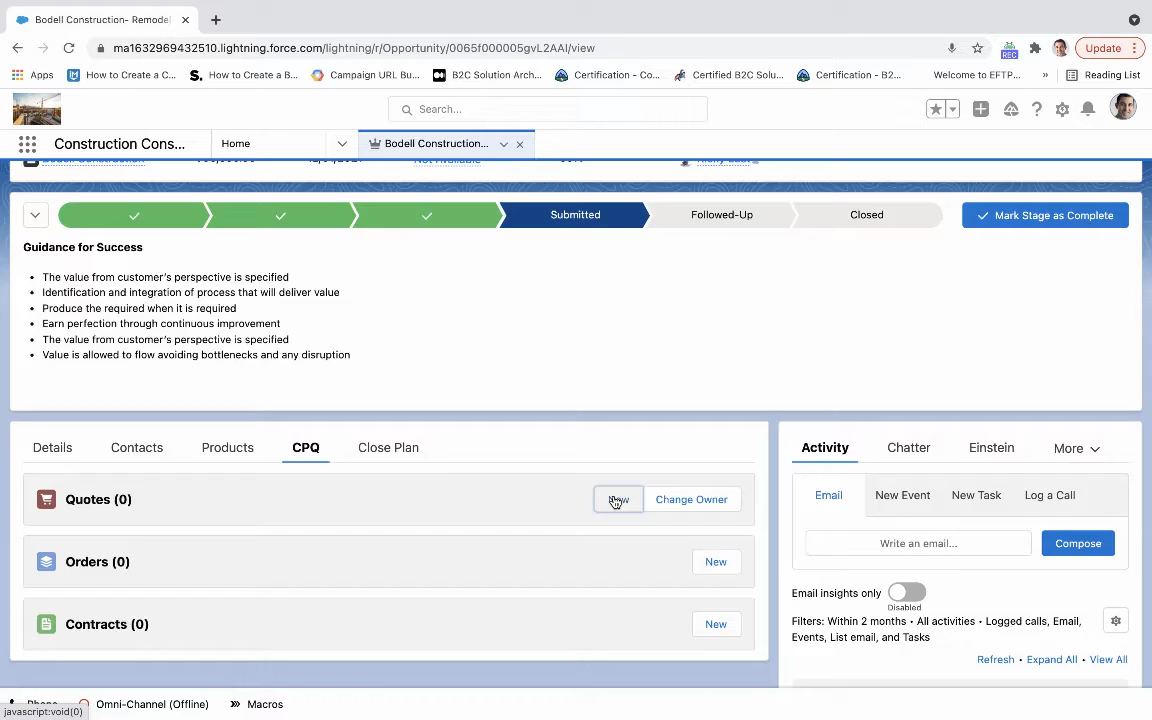 Bodell Construction- Remodel
ma1632969432510.lightning.force.com/lightning/r/Opportunity/0065f000005gvL2AAI/view
REC
Update
Apps
How to Create a C...
How to Create a B...
Campaign URL Bu...
B2C Solution Arch...
Certification - Co...
Certified B2C Solu...
Certification - B2...
Welcome to EFTP...
»
Reading List
Search...
Construction Cons...
Home
Bodell Construction...
Bodell Construction
Not Available
Submitted
Followed-Up
Closed
Mark Stage as Complete
Guidance for Success
• The value from customer's perspective is specified
• Identification and integration of process that will deliver value
• Produce the required when it is required
• Earn perfection through continuous improvement
• The value from customer's perspective is specified
• Value is allowed to flow avoiding bottlenecks and any disruption
Details
Contacts
Products
CPQ
Close Plan
Activity
Chatter
Einstein
More
Quotes (0)
New
Change Owner
Email
New Event
New Task
Log a Call
Write an email...
Compose
Orders (0)
New
Email insights only
Disabled
Contracts (0)
New
Filters: Within 2 months • All activities • Logged calls, Email,
Events, List email, and Tasks
Refresh • Expand All • View All
Phone
Omni-Channel (Offline)
Macros
javascript:void(0)